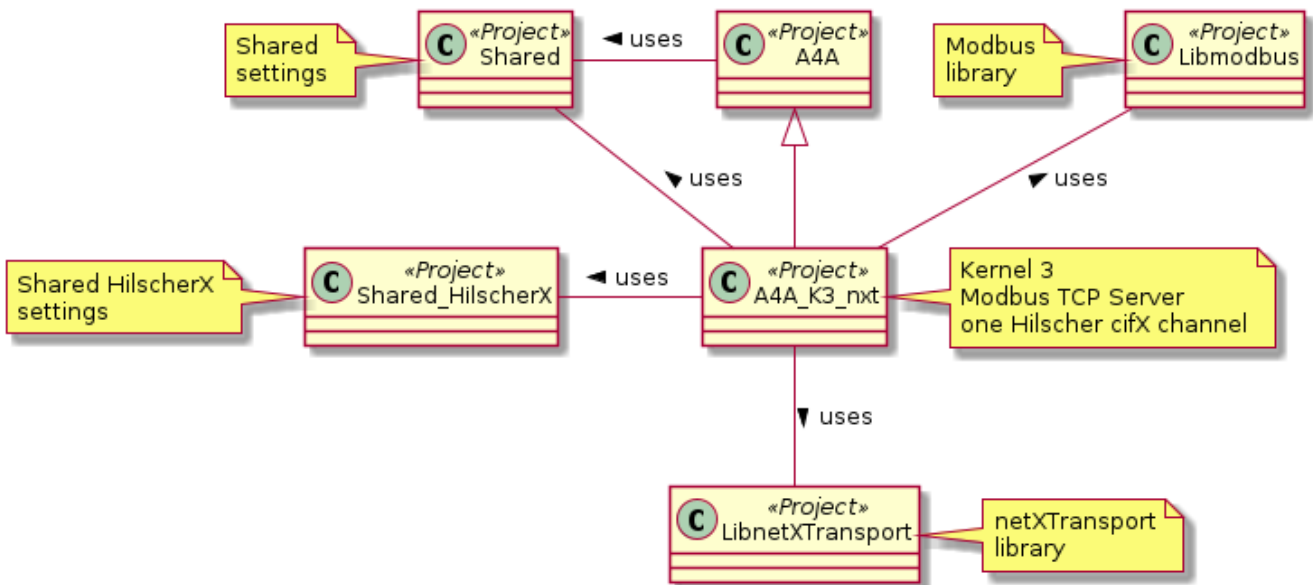 Shared
settings
C
«Project»
Shared
uses
C
«Project»
A4A
Modbus
library
C
«Project»
Libmodbus
uses
uses
Shared HilscherX
settings
C
«Project»
Shared_HilscherX
uses
C
«Project»
A4A_K3_nxt
Kernel 3
Modbus TCP Server
one Hilscher cifX channel
uses
C
«Project»
LibnetXTransport
netXTransport
library